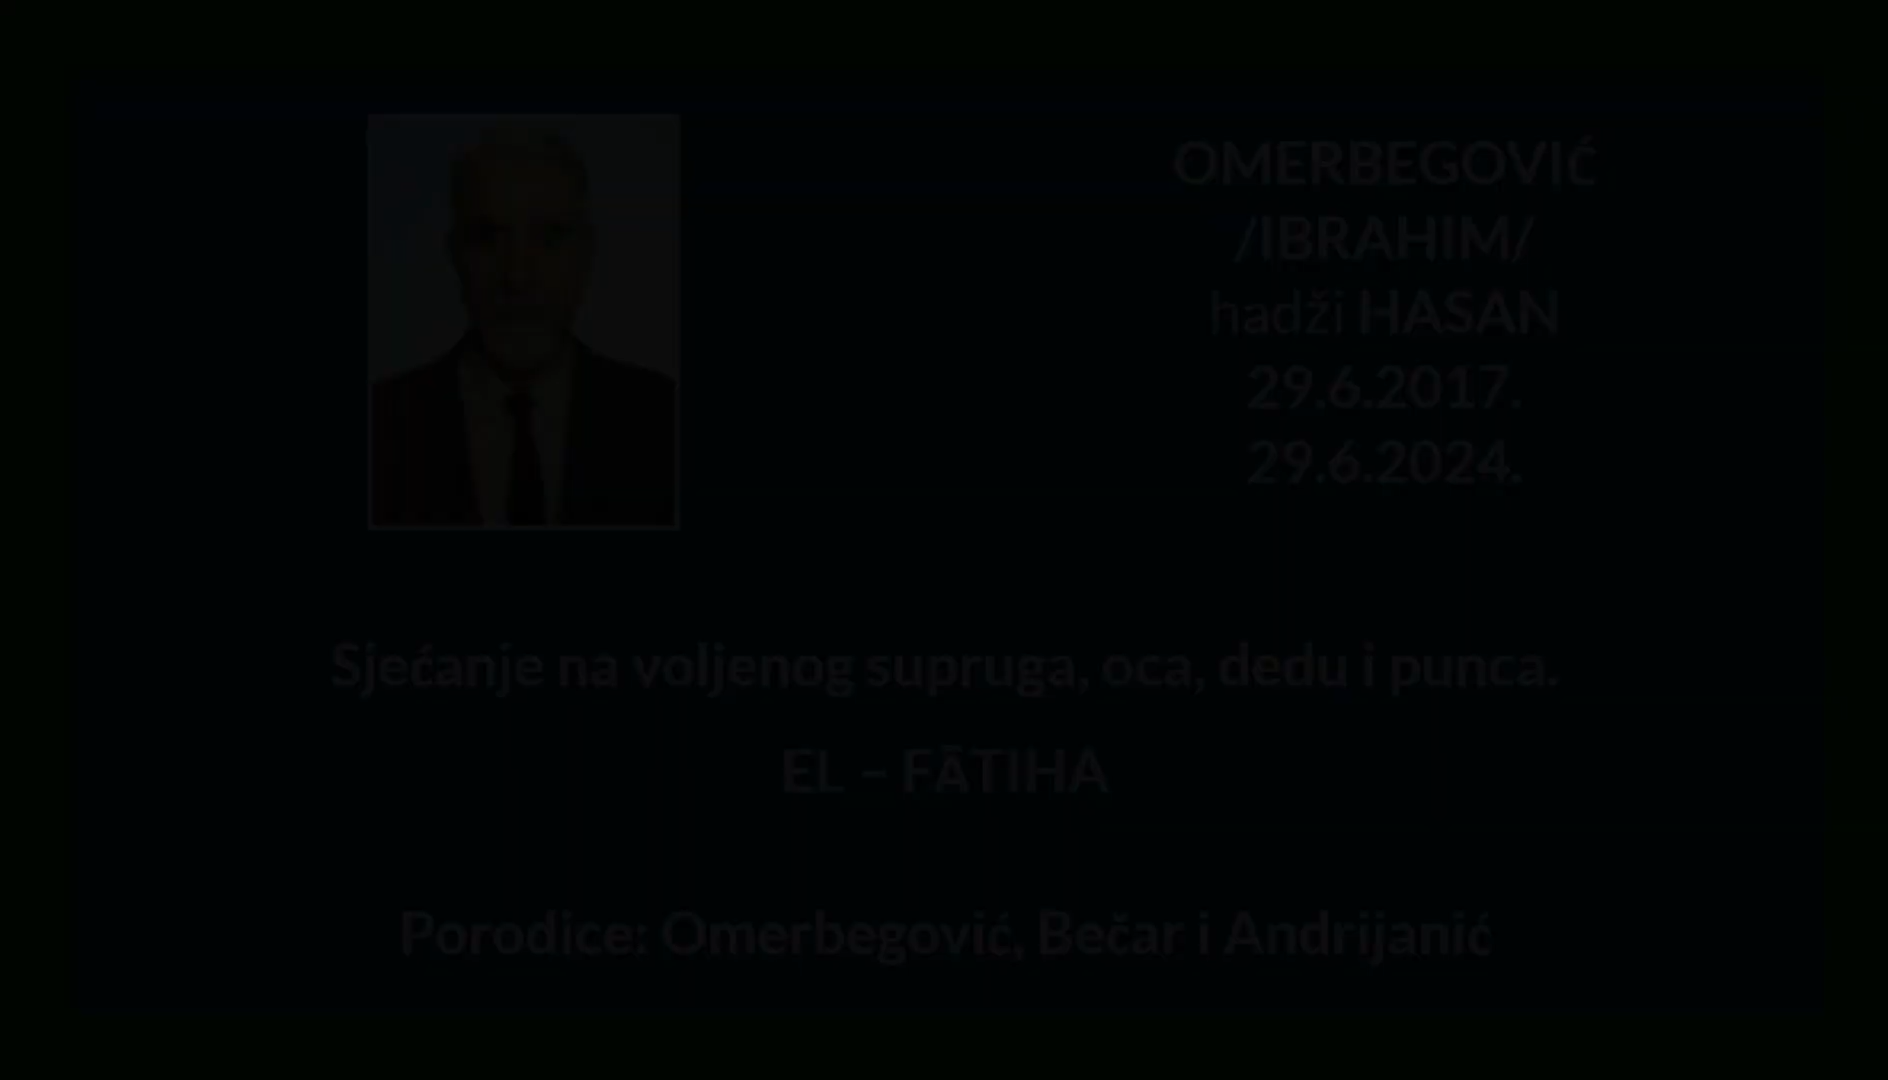 OMERBEGOVIĆ
/IBRAHIM/
hadži HASAN
29.6.2017.
29.6.2024.
Sjećanje na voljenog supruga, oca, dedu i punca.
EL – FĀTIHA
Porodice: Omerbegović, Bečar i Andrijanić